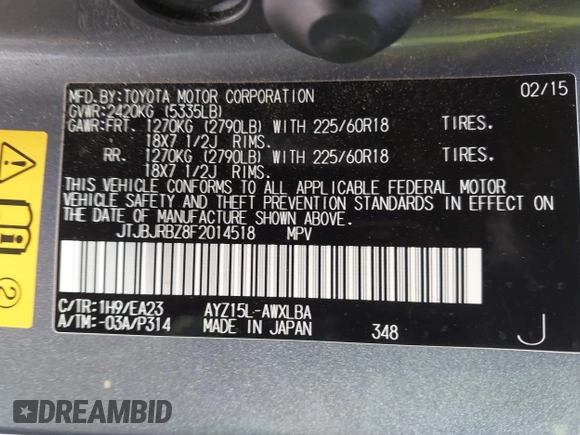 MFD.BY:TOYOTA MOTOR CORPORATION 02/15
GVWR:2420KG (5335LB)
GAWR:FRT. 1270KG (2790LB) WITH 225/60R18 TIRES.
18X7 1/2J RIMS.
RR. 1270KG (2790LB) WITH 225/60R18 TIRES.
18X7 1/2J RIMS.
THIS VEHICLE CONFORMS TO ALL APPLICABLE FEDERAL MOTOR
VEHICLE SAFETY AND THEFT PREVENTION STANDARDS IN EFFECT ON
THE DATE OF MANUFACTURE SHOWN ABOVE.
JTJBJRBZ8F2014518 MPV
C/TR:1H9/EA23 AYZ15L-AWXLBA
A/TM:-03A/P314 MADE IN JAPAN 348 J
2
DREAMBID